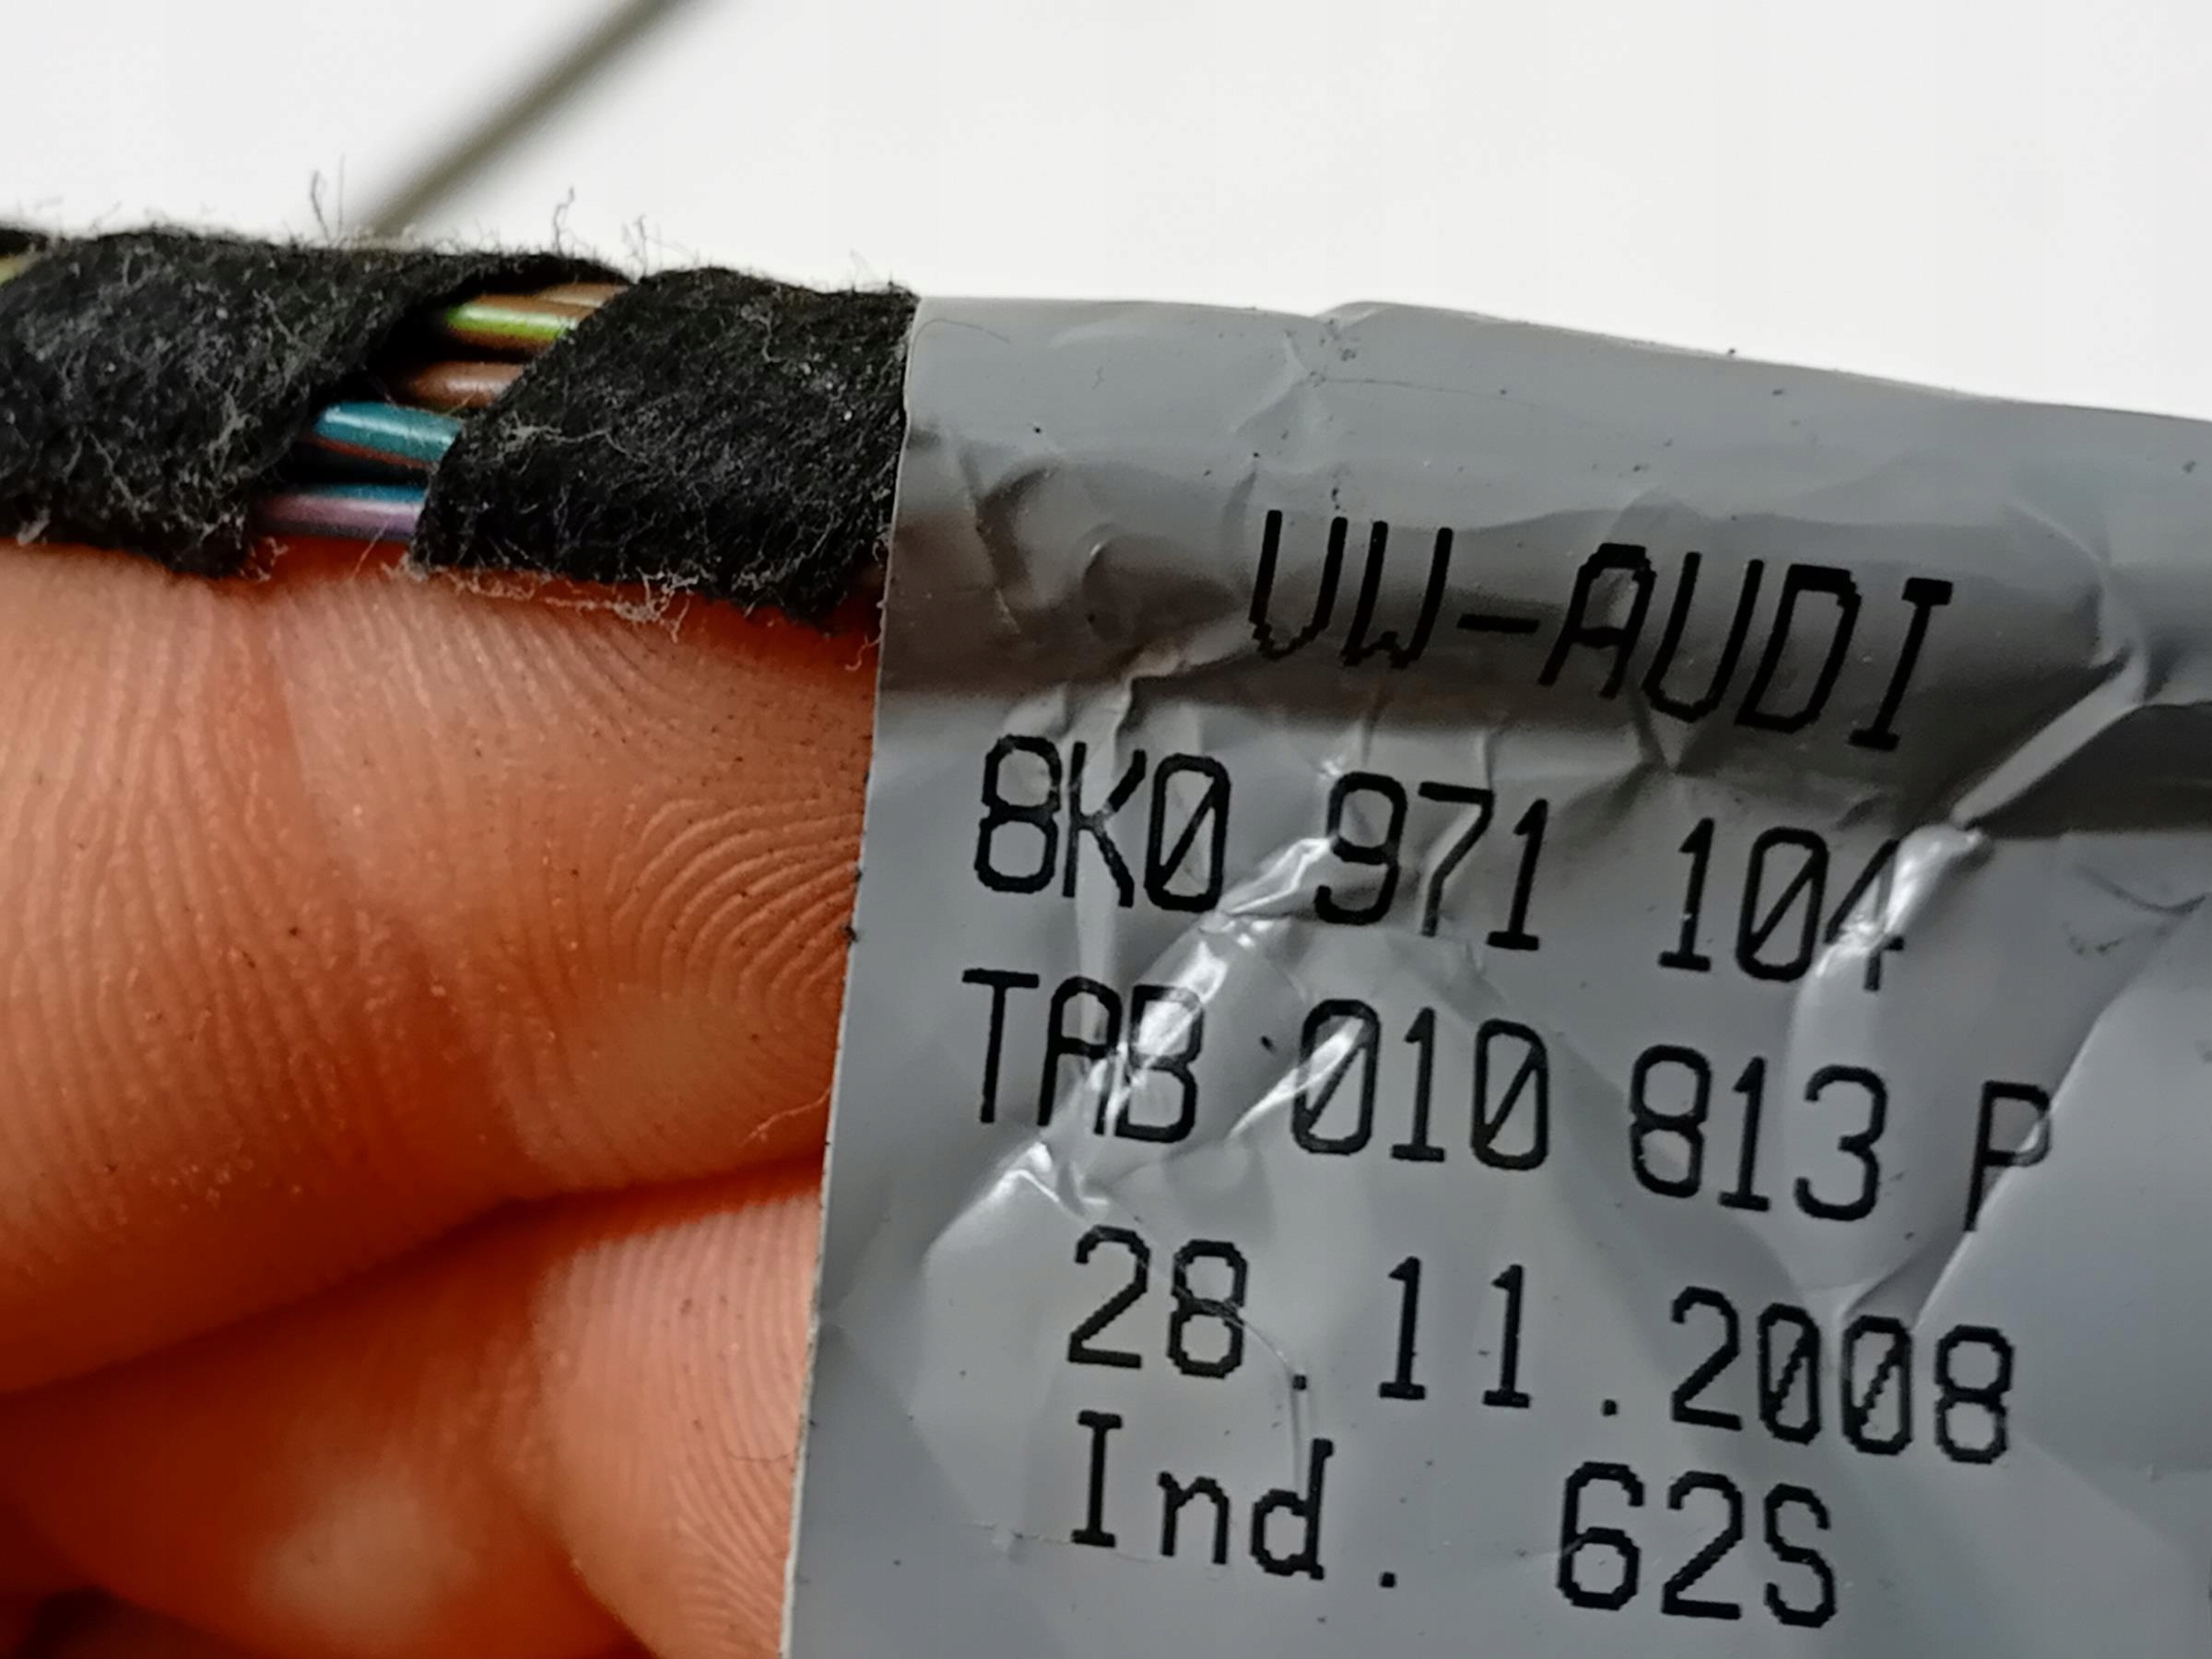 VW-AUDI
8K0 971 104
TAB 010 813 P
28.11.2008
Ind. 62S